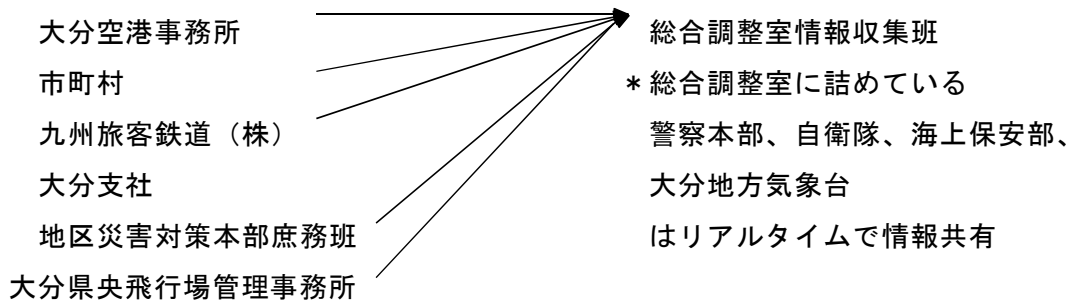 大分空港事務所
市町村
九州旅客鉄道（株）
大分支社
地区災害対策本部庶務班
大分県央飛行場管理事務所
総合調整室情報収集班
＊総合調整室に詰めている
警察本部、自衛隊、海上保安部、
大分地方気象台
はリアルタイムで情報共有